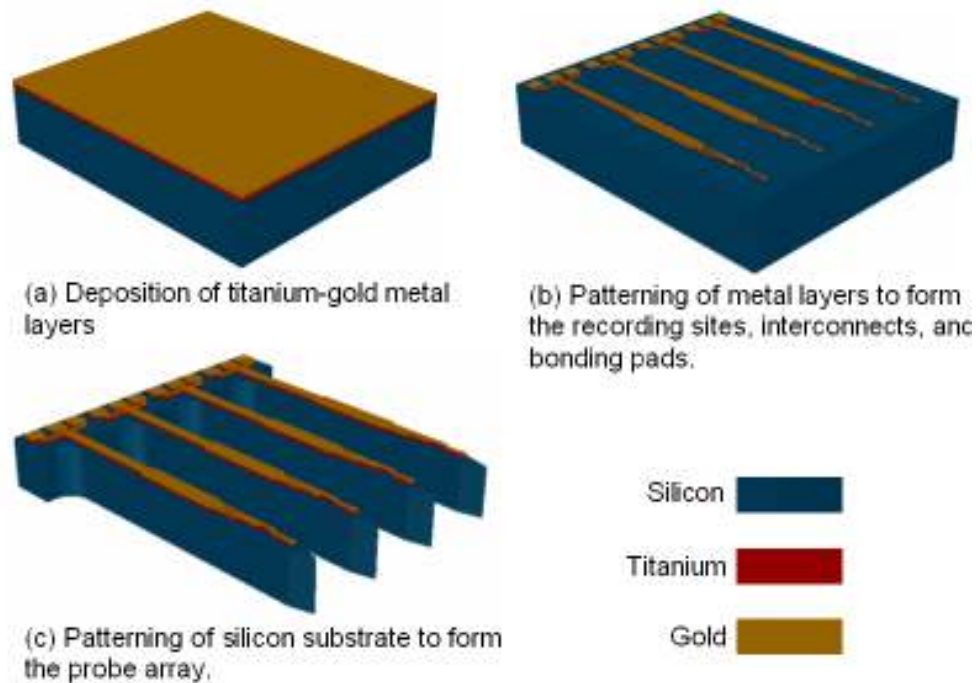 (a) Deposition of titanium-gold metal
layers
(b) Patterning of metal layers to form
the recording sites, interconnects, and
bonding pads.
(c) Patterning of silicon substrate to form
the probe array.
Silicon
Titanium
Gold